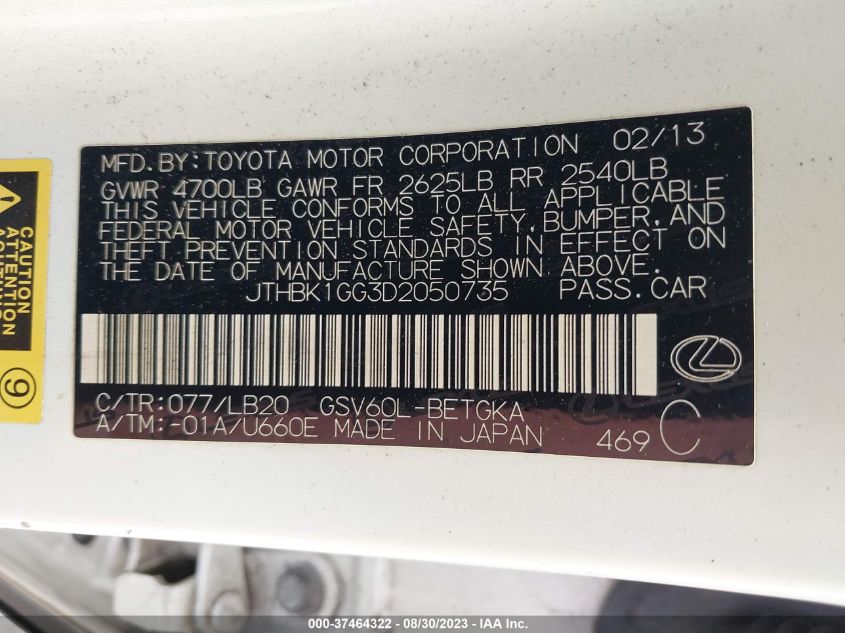 MFD. BY: TOYOTA MOTOR CORPORATION 02/13
GVWR 4700LB GAWR FR 2625LB RR 2540LB
THIS VEHICLE CONFORMS TO ALL APPLICABLE
FEDERAL MOTOR VEHICLE SAFETY, BUMPER, AND
THEFT PREVENTION STANDARDS IN EFFECT ON
THE DATE OF MANUFACTURE SHOWN ABOVE.
JTHBK1GG3D2050735 PASS. CAR
C/TR: 077/LB20 GSV60L-BETGKA
A/TM: -01A/U660E MADE IN JAPAN 469 C
CAUTION
ATTENTION
9
000-37464322 - 08/30/2023 - © IAA, Inc.